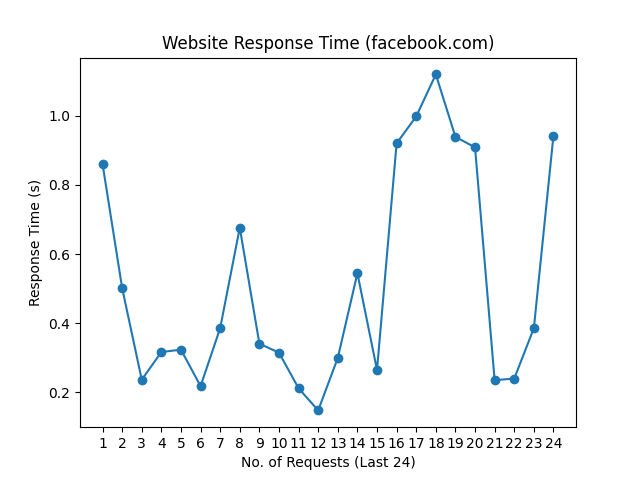 Website Response Time (facebook.com)
Response Time (s)
1.0
0.8
0.6
0.4
0.2
1 2 3 4 5 6 7 8 9 10 11 12 13 14 15 16 17 18 19 20 21 22 23 24
No. of Requests (Last 24)